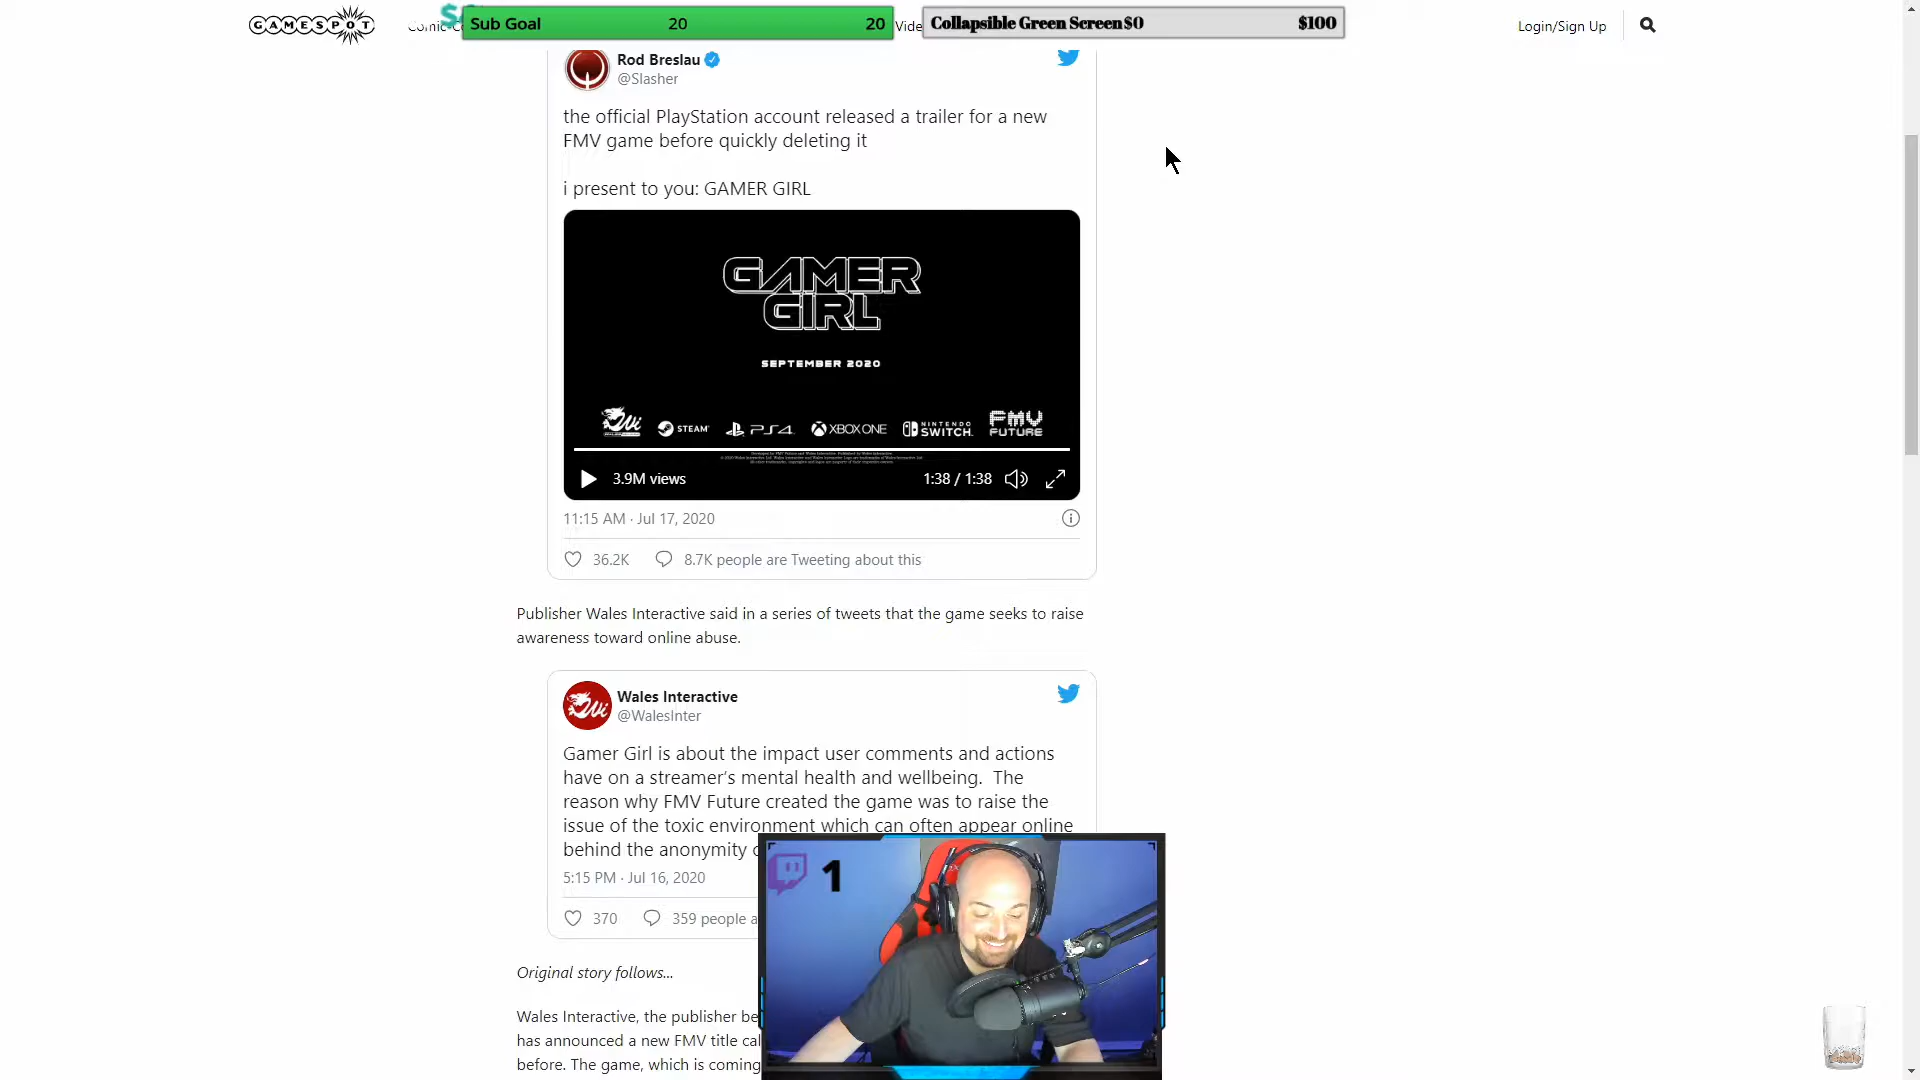 GAMESPOT
Sub Goal 20 20
Vide
Collapsible Green Screen $0 $100
Login/Sign Up
Rod Breslau
@Slasher
the official PlayStation account released a trailer for a new
FMV game before quickly deleting it
i present to you: GAMER GIRL
GAMER
GIRL
SEPTEMBER 2020
Wi STEAM PS4 XBOX ONE NINTENDO SWITCH FMV FUTURE
3.9M views 1:38 / 1:38
11:15 AM · Jul 17, 2020
36.2K 8.7K people are Tweeting about this
Publisher Wales Interactive said in a series of tweets that the game seeks to raise
awareness toward online abuse.
Wales Interactive
@WalesInter
Gamer Girl is about the impact user comments and actions
have on a streamer's mental health and wellbeing. The
reason why FMV Future created the game was to raise the
issue of the toxic environment which can often appear online
behind the anonymity
5:15 PM · Jul 16, 2020
370 359 people a
1
Original story follows...
Wales Interactive, the publisher be
has announced a new FMV title cal
before. The game, which is coming